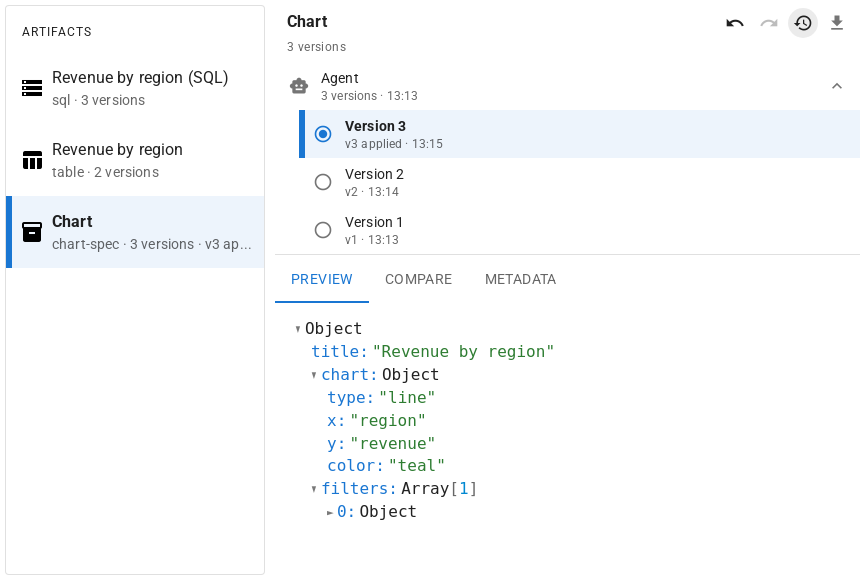 ARTIFACTS
Revenue by region (SQL)
sql · 3 versions
Revenue by region
table · 2 versions
Chart
chart-spec · 3 versions · v3 ap...
Chart
3 versions
Agent
3 versions · 13:13
Version 3
v3 applied · 13:15
Version 2
v2 · 13:14
Version 1
v1 · 13:13
PREVIEW COMPARE METADATA
Object
title: "Revenue by region"
chart: Object
type: "line"
x: "region"
y: "revenue"
color: "teal"
filters: Array[1]
0: Object